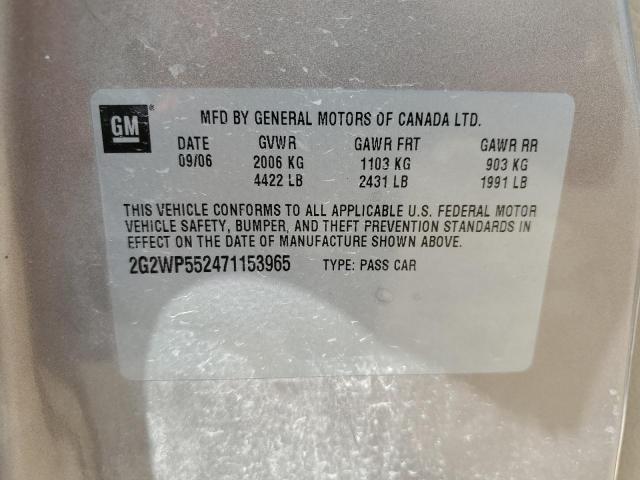 GM ®
MFD BY GENERAL MOTORS OF CANADA LTD.
DATE GVWR GAWR FRT GAWR RR
09/06 2006 KG 1103 KG 903 KG
4422 LB 2431 LB 1991 LB
THIS VEHICLE CONFORMS TO ALL APPLICABLE U.S. FEDERAL MOTOR
VEHICLE SAFETY, BUMPER, AND THEFT PREVENTION STANDARDS IN
EFFECT ON THE DATE OF MANUFACTURE SHOWN ABOVE.
2G2WP552471153965 TYPE: PASS CAR